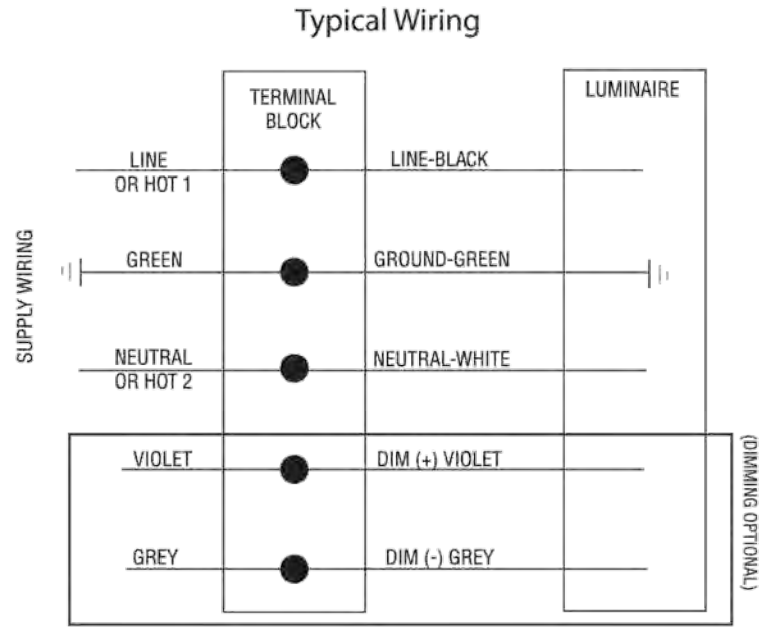 Typical Wiring
TERMINAL
BLOCK
LUMINAIRE
LINE
OR HOT 1
LINE-BLACK
SUPPLY WIRING
GREEN
GROUND-GREEN
NEUTRAL
OR HOT 2
NEUTRAL-WHITE
VIOLET
DIM (+) VIOLET
(DIMMING OPTIONAL)
GREY
DIM (-) GREY